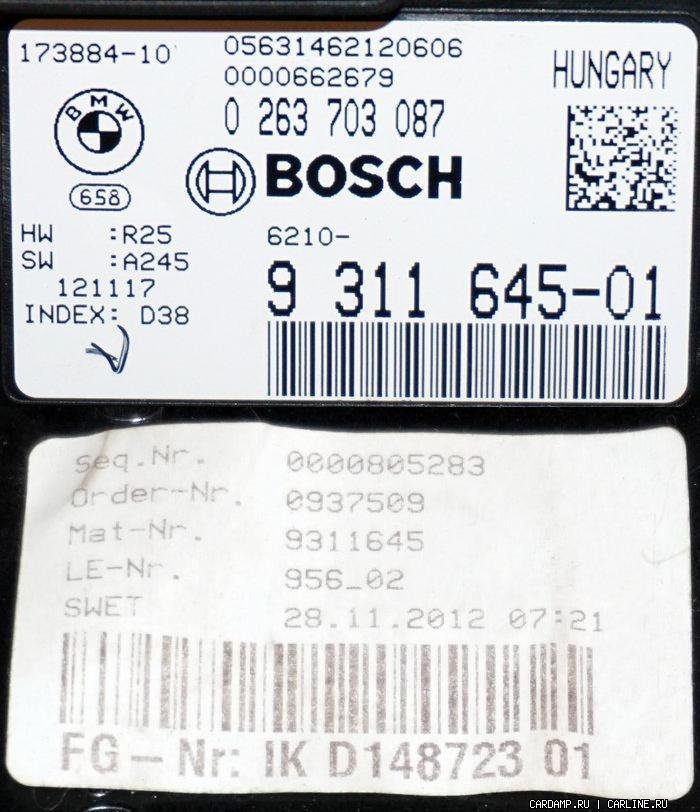 173884-10
05631462120606
0000662679
HUNGARY
0 263 703 087
BMW
BOSCH
658
HW :R25
SW :A245
121117
INDEX: D38
6210-
9 311 645-01
Seq.Nr. 0000805283
Order-Nr. 0937509
Mat-Nr. 9311645
LE-Nr. 956_02
SWET 28.11.2012 07:21
FG-Nr: IK D148723 01
CARDAMP.RU | CARLINE.RU